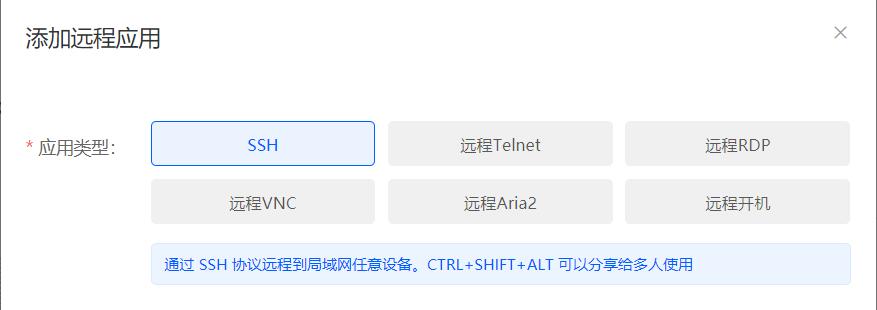 添加远程应用
* 应用类型：
SSH 远程Telnet 远程RDP
远程VNC 远程Aria2 远程开机
通过 SSH 协议远程到局域网任意设备。CTRL+SHIFT+ALT 可以分享给多人使用